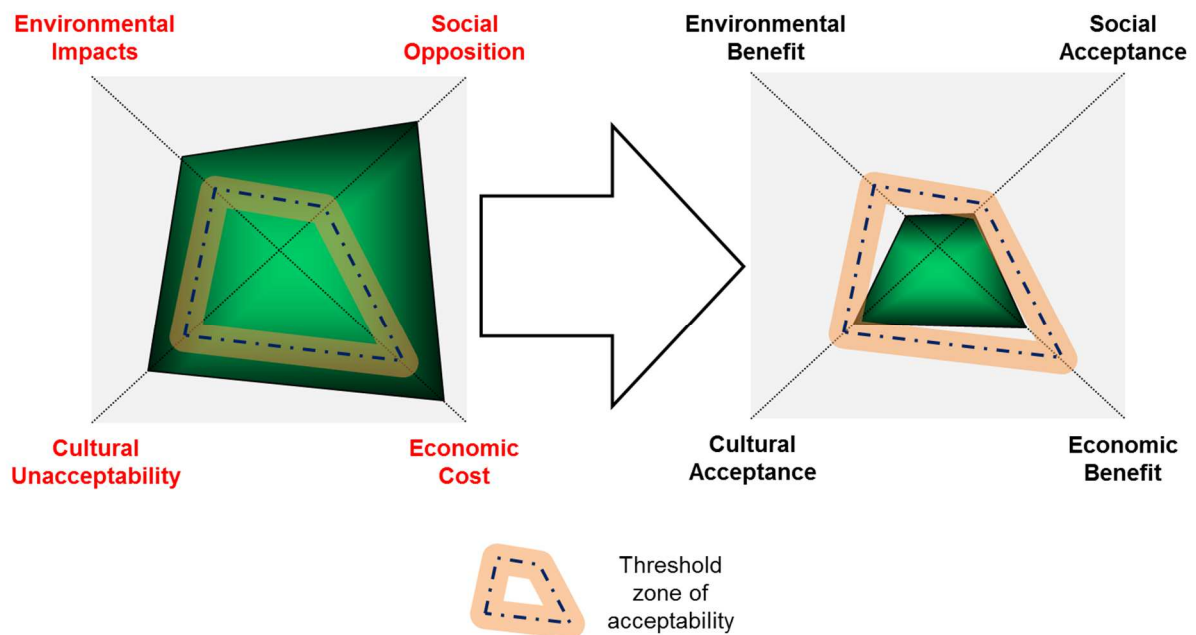 Environmental
Impacts
Social
Opposition
Environmental
Benefit
Social
Acceptance
Cultural
Unacceptability
Economic
Cost
Cultural
Acceptance
Economic
Benefit
Threshold
zone of
acceptability